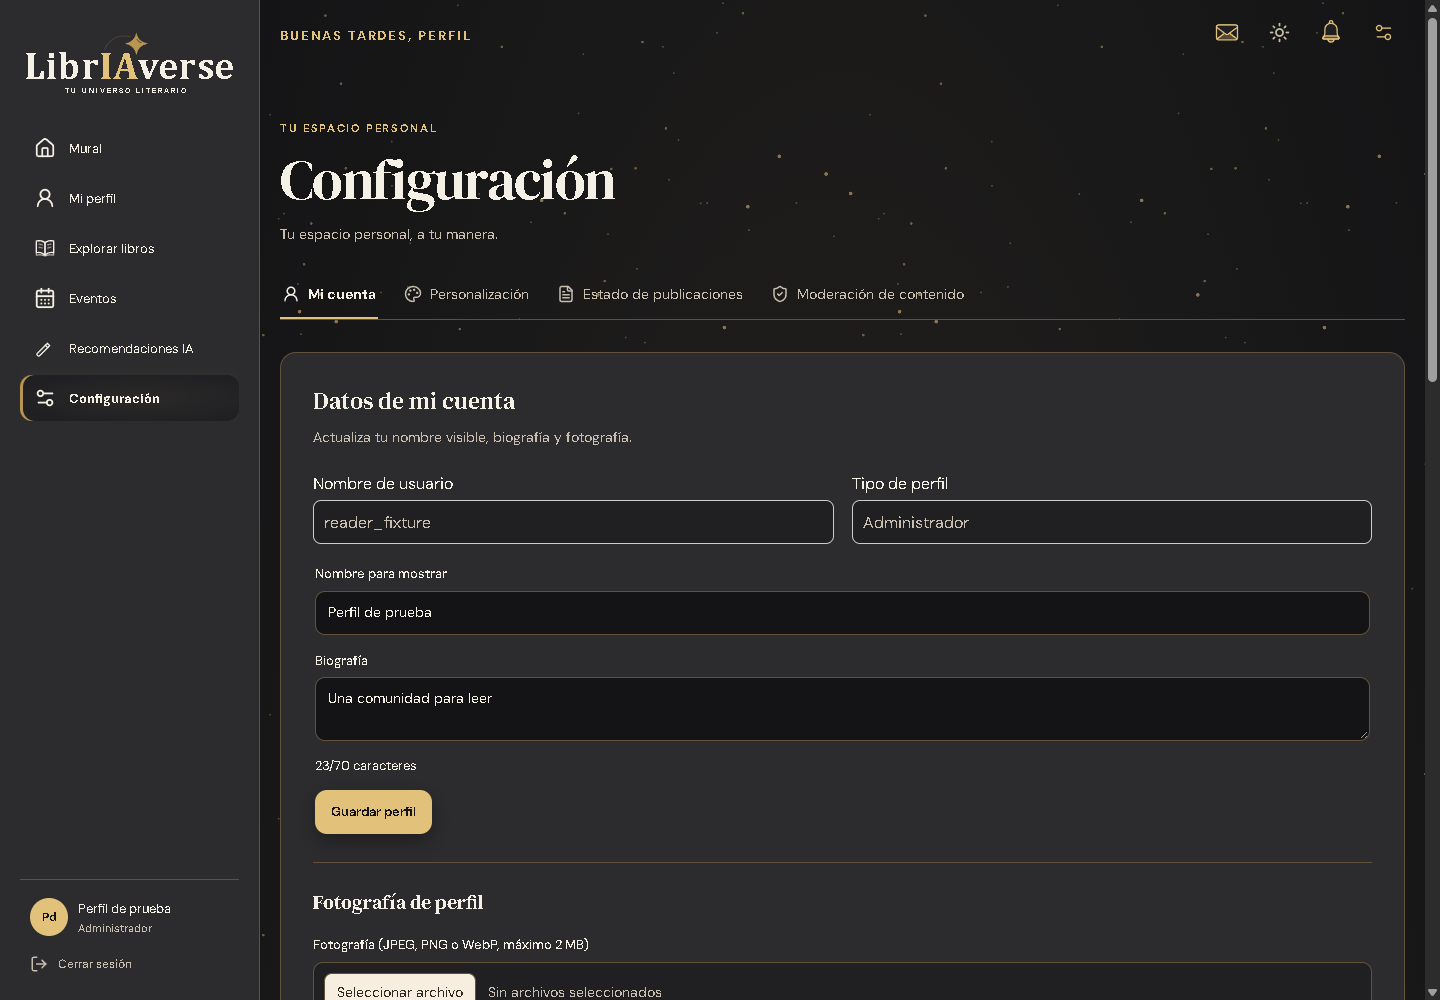 LibrIAverse
TU UNIVERSO LITERARIO
Mural
Mi perfil
Explorar libros
Eventos
Recomendaciones IA
Configuración
Perfil de prueba
Pd
Administrador
Cerrar sesión
BUENAS TARDES, PERFIL
TU ESPACIO PERSONAL
Configuración
Tu espacio personal, a tu manera.
Mi cuenta
Personalización
Estado de publicaciones
Moderación de contenido
Datos de mi cuenta
Actualiza tu nombre visible, biografía y fotografía.
Nombre de usuario
reader_fixture
Tipo de perfil
Administrador
Nombre para mostrar
Perfil de prueba
Biografía
Una comunidad para leer
23/70 caracteres
Guardar perfil
Fotografía de perfil
Fotografía (JPEG, PNG o WebP, máximo 2 MB)
Seleccionar archivo
Sin archivos seleccionados